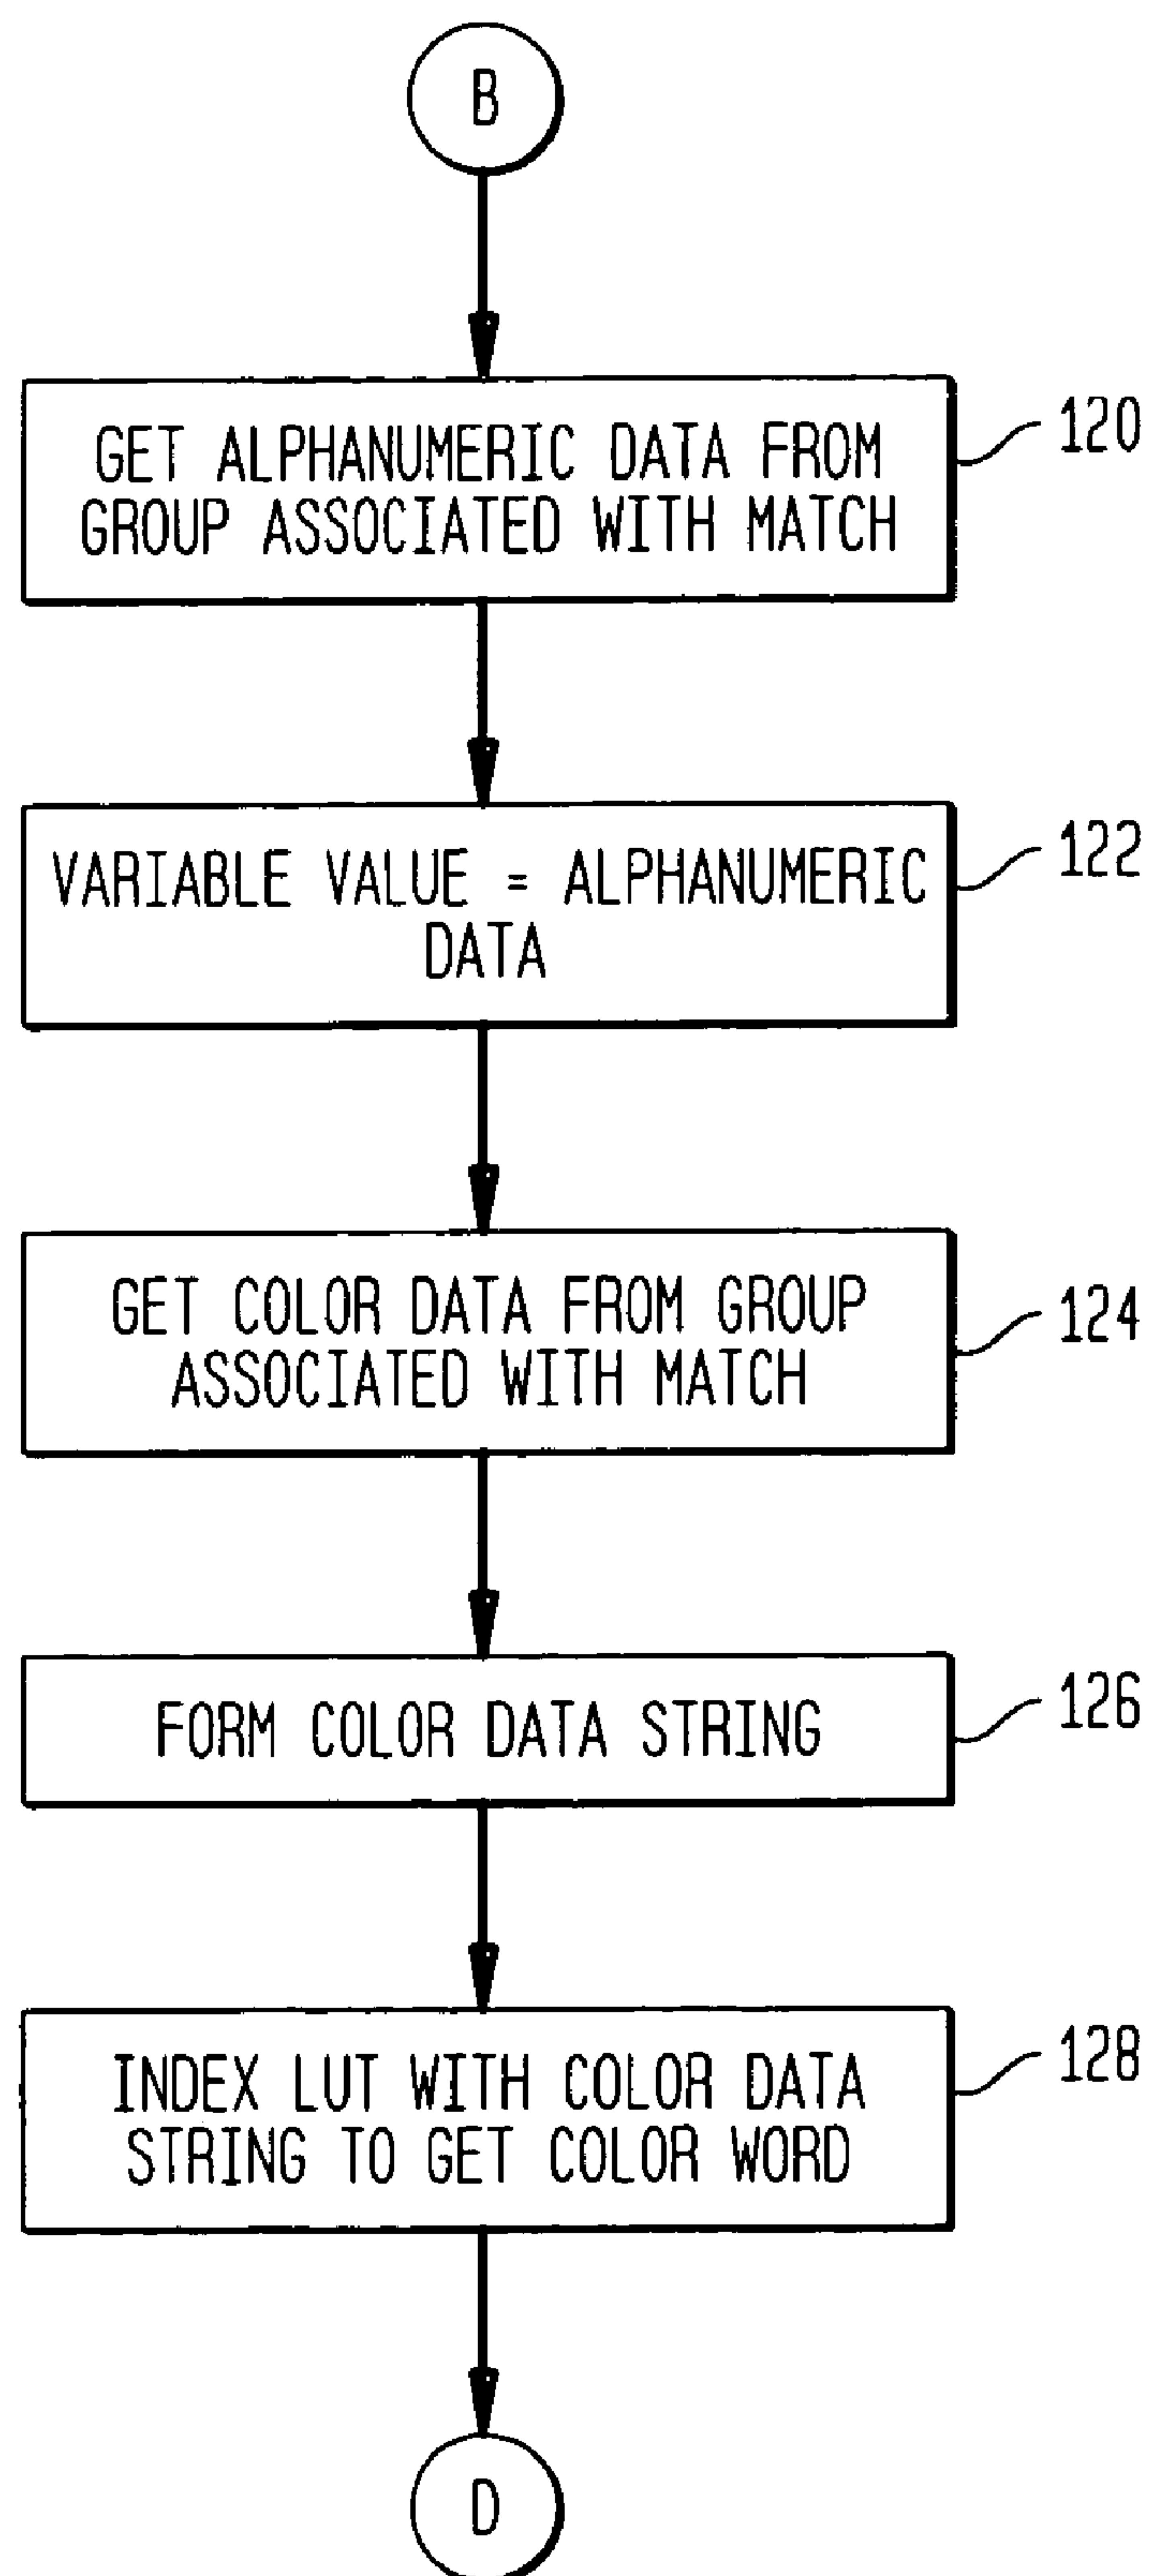 B
GET ALPHANUMERIC DATA FROM
GROUP ASSOCIATED WITH MATCH
120
VARIABLE VALUE = ALPHANUMERIC
DATA
122
GET COLOR DATA FROM GROUP
ASSOCIATED WITH MATCH
124
FORM COLOR DATA STRING
126
INDEX LUT WITH COLOR DATA
STRING TO GET COLOR WORD
128
D